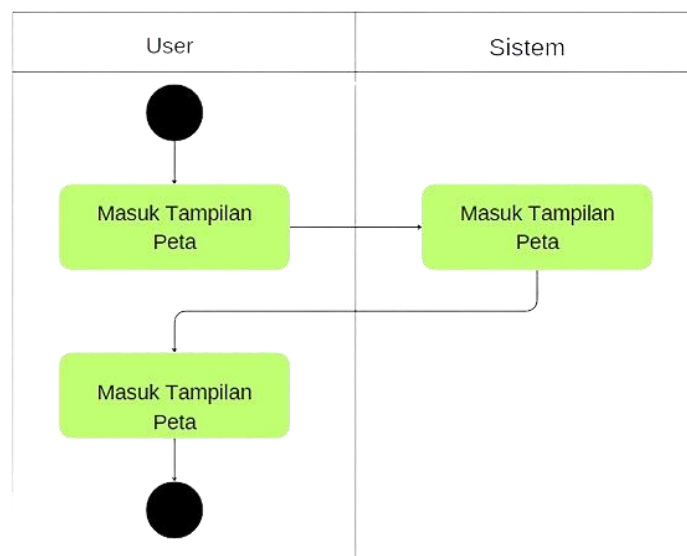 User
Sistem
Masuk Tampilan
Peta
Masuk Tampilan
Peta
Masuk Tampilan
Peta